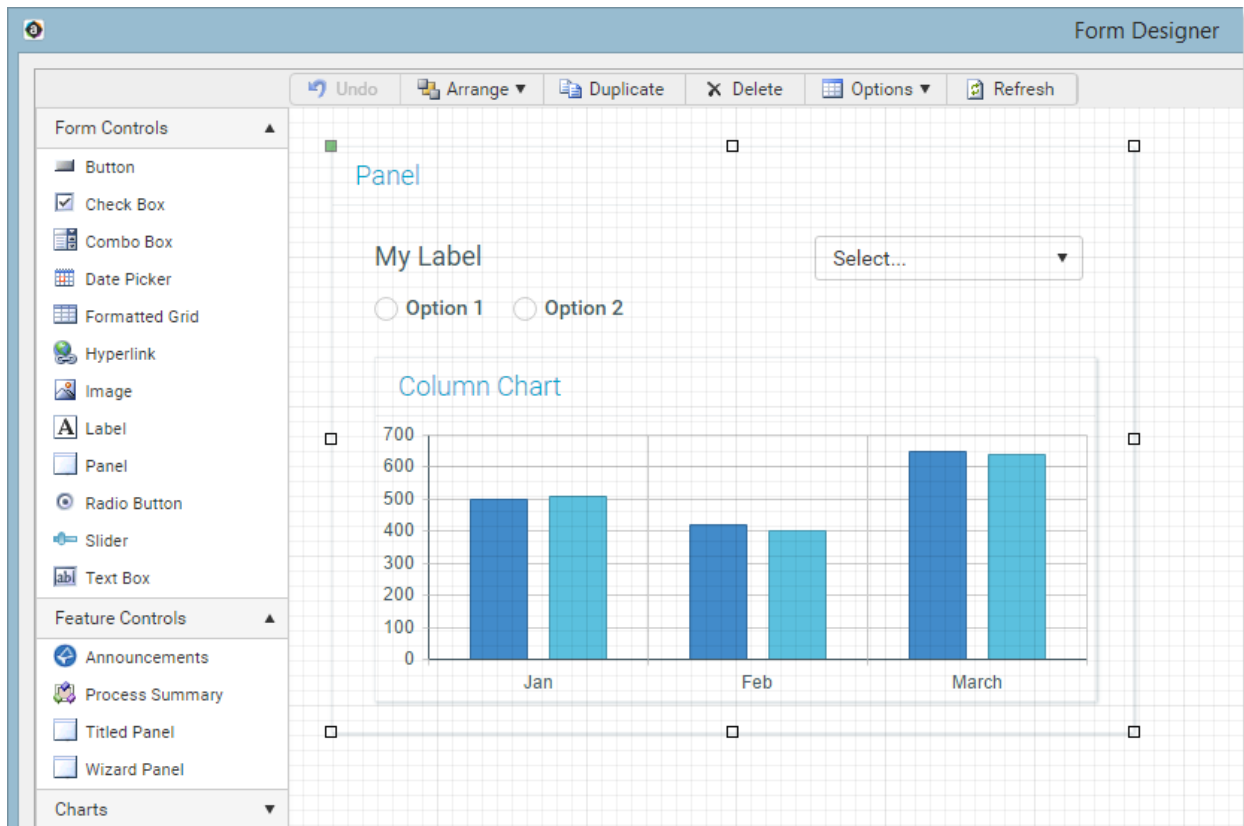 Form Designer
Undo Arrange Duplicate Delete Options Refresh
Form Controls
Button
Check Box
Combo Box
Date Picker
Formatted Grid
Hyperlink
Image
A Label
Panel
Radio Button
Slider
abl Text Box
Feature Controls
Announcements
Process Summary
Titled Panel
Wizard Panel
Charts
Panel
My Label
Select...
Option 1 Option 2
Column Chart
700
600
500
400
300
200
100
0
Jan Feb March